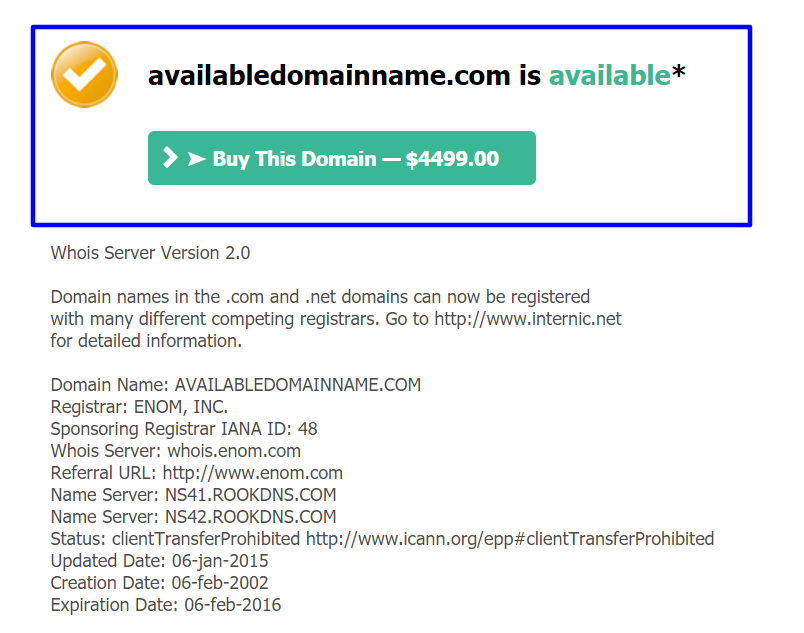 availabledomainname.com is available*
➤ Buy This Domain — $4499.00
Whois Server Version 2.0
Domain names in the .com and .net domains can now be registered
with many different competing registrars. Go to http://www.internic.net
for detailed information.
Domain Name: AVAILABLEDOMAINNAME.COM
Registrar: ENOM, INC.
Sponsoring Registrar IANA ID: 48
Whois Server: whois.enom.com
Referral URL: http://www.enom.com
Name Server: NS41.ROOKDNS.COM
Name Server: NS42.ROOKDNS.COM
Status: clientTransferProhibited http://www.icann.org/epp#clientTransferProhibited
Updated Date: 06-jan-2015
Creation Date: 06-feb-2002
Expiration Date: 06-feb-2016